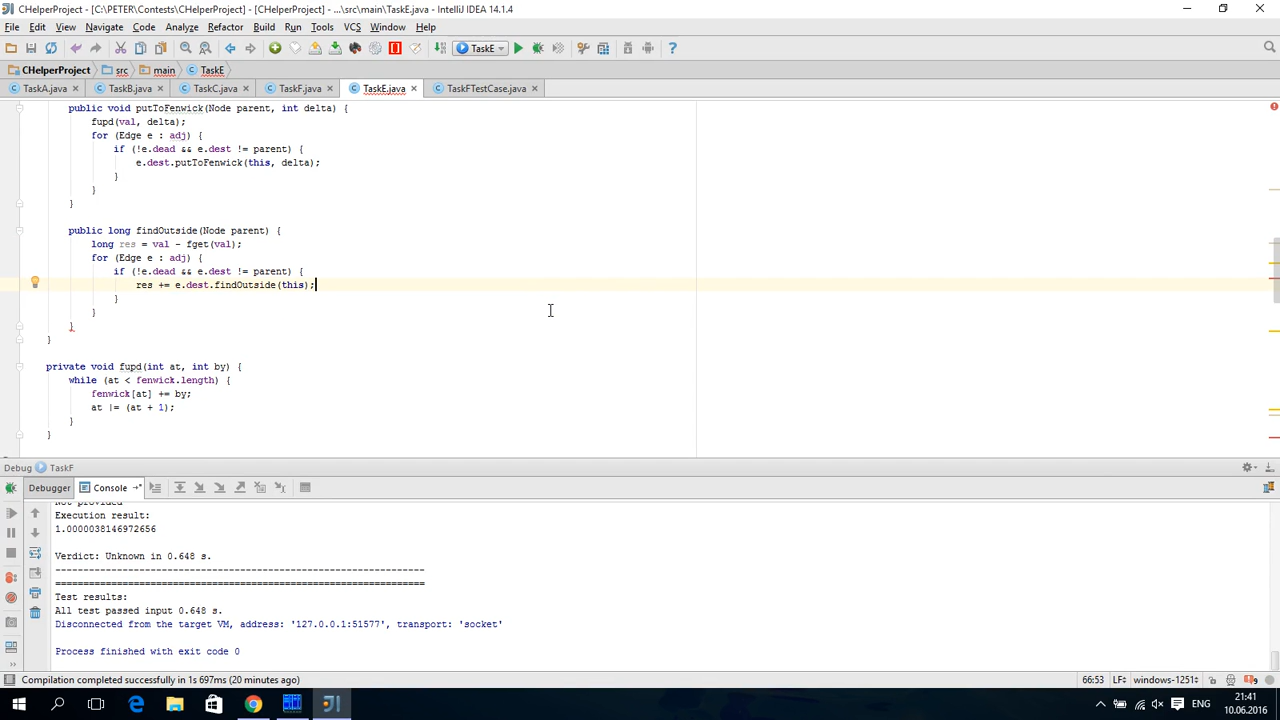 CHelperProject - [C:\PETER\Contests\CHelperProject] - [CHelperProject] - ...\src\main\TaskE.java - IntelliJ IDEA 14.1.4
File Edit View Navigate Code Analyze Refactor Build Run Tools VCS Window Help
TaskE
CHelperProject src main TaskE
TaskA.java TaskB.java TaskC.java TaskF.java TaskE.java TaskFTestCase.java
public void putToFenwick(Node parent, int delta) {
fupd(val, delta);
for (Edge e : adj) {
if (!e.dead && e.dest != parent) {
e.dest.putToFenwick(this, delta);
}
}
}
public long findOutside(Node parent) {
long res = val - fget(val);
for (Edge e : adj) {
if (!e.dead && e.dest != parent) {
res += e.dest.findOutside(this);
}
}
}
}
private void fupd(int at, int by) {
while (at < fenwick.length) {
fenwick[at] += by;
at |= (at + 1);
}
}
Debug TaskF
Debugger Console
Execution result:
1.0000038146972656
Verdict: Unknown in 0.648 s.
------------------------------------------------------------------
==================================================================
Test results:
All test passed input 0.648 s.
Disconnected from the target VM, address: '127.0.0.1:51577', transport: 'socket'
Process finished with exit code 0
Compilation completed successfully in 1s 697ms (20 minutes ago) 66:53 LF windows-1251
ENG 21:41
10.06.2016